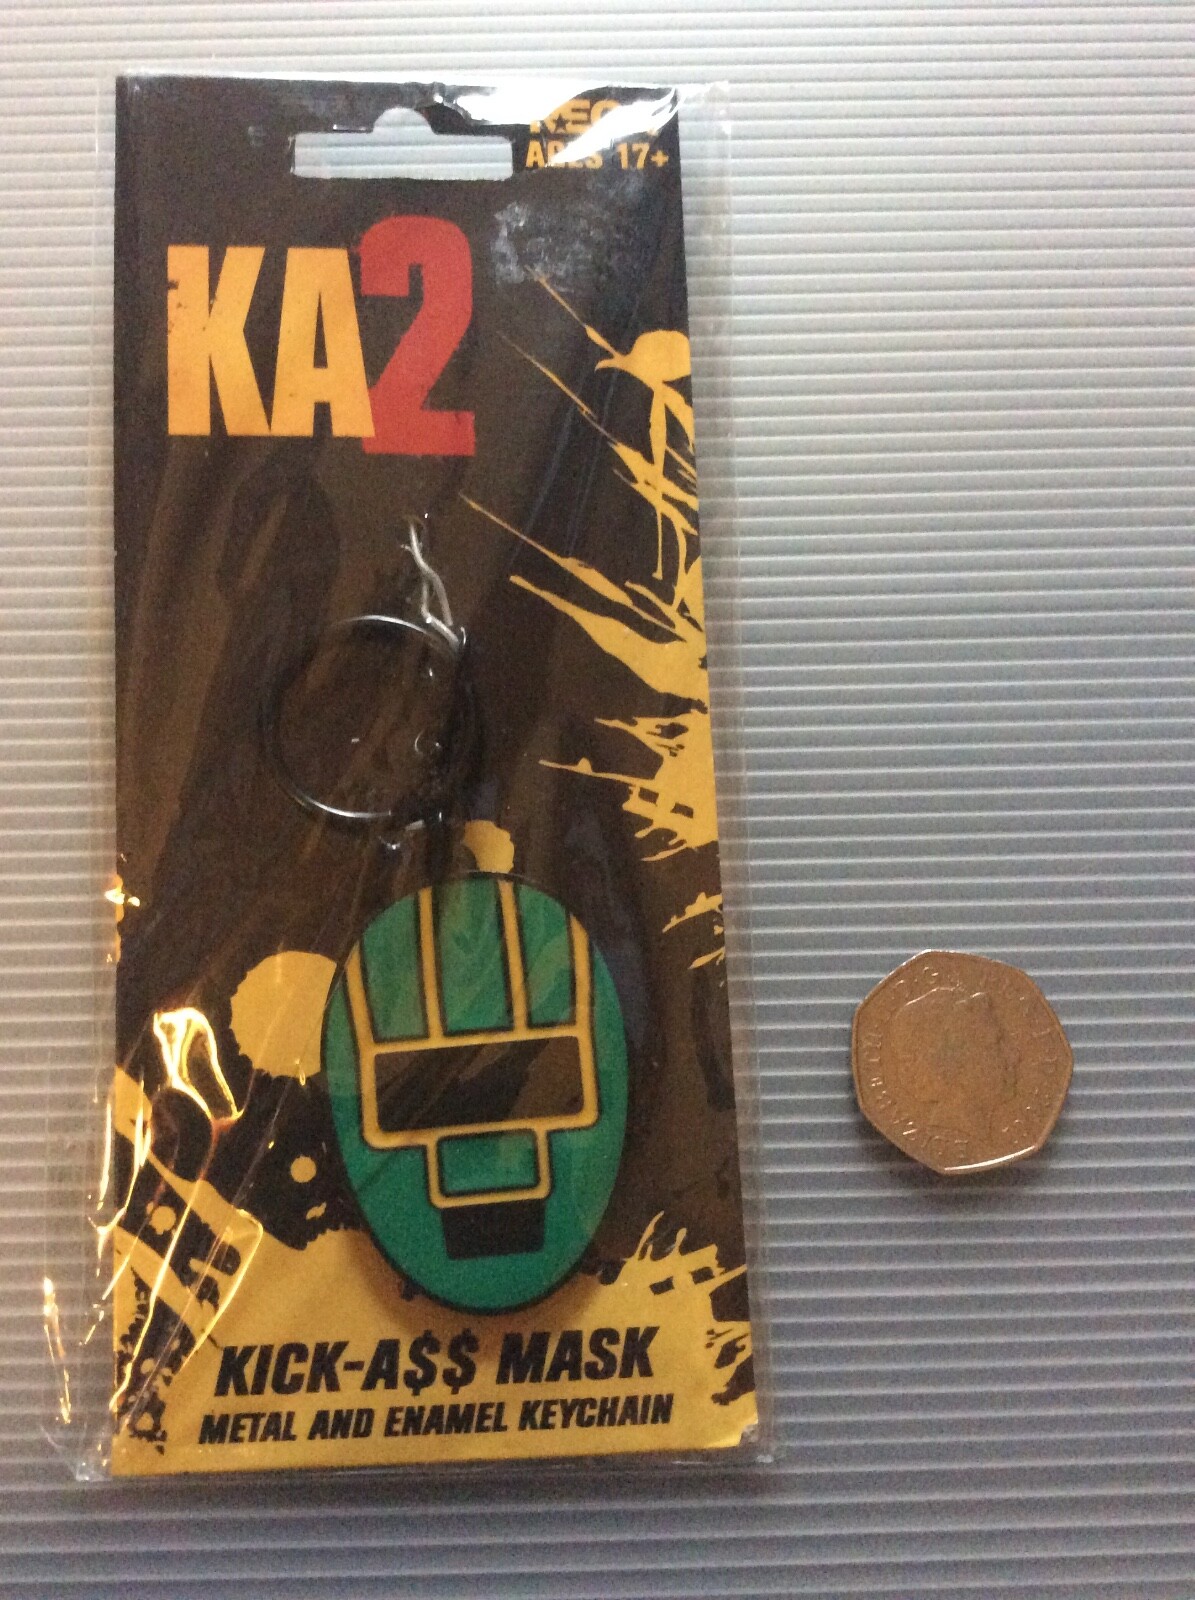 AGES 17+
KA2
KICK-A$$ MASK
METAL AND ENAMEL KEYCHAIN